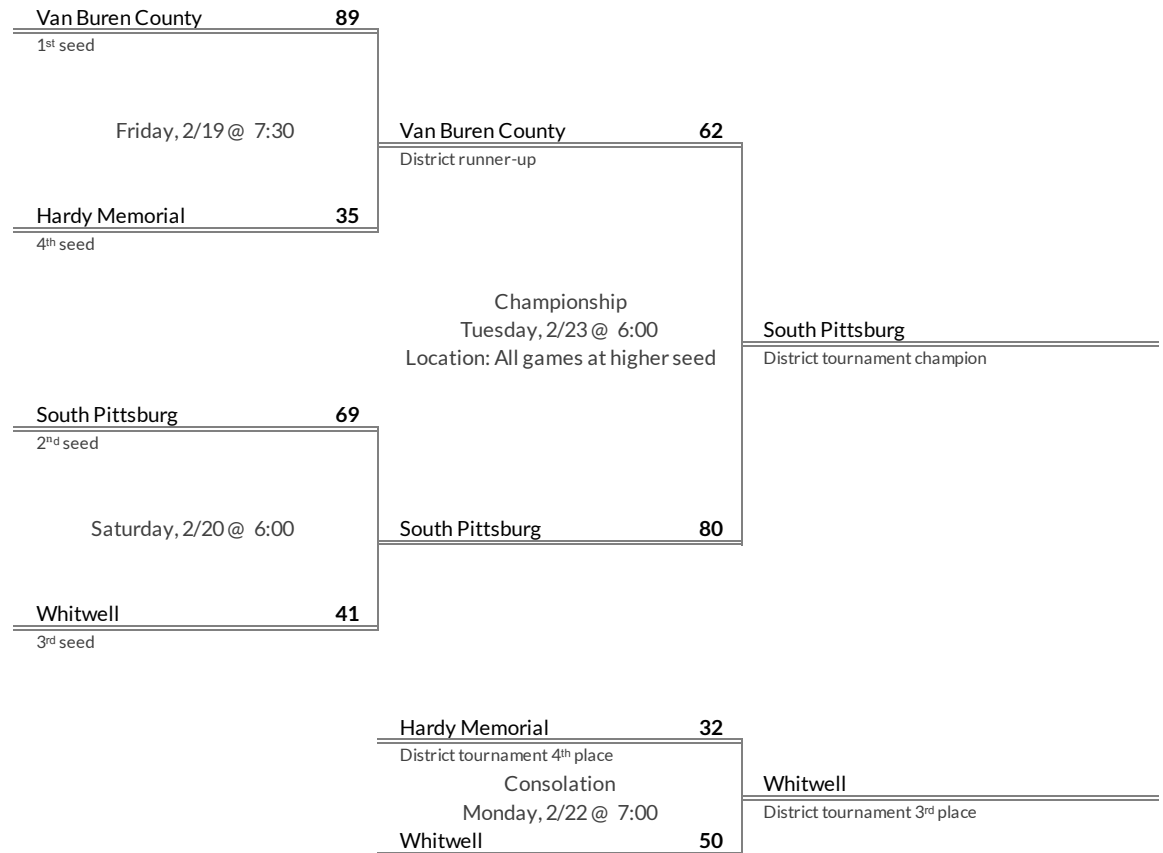 Van Buren County 89
1st seed
Friday, 2/19 @ 7:30
Van Buren County 62
District runner-up
Hardy Memorial 35
4th seed
Championship
Tuesday, 2/23 @ 6:00
Location: All games at higher seed
South Pittsburg
District tournament champion
South Pittsburg 69
2nd seed
Saturday, 2/20 @ 6:00
South Pittsburg 80
Whitwell 41
3rd seed
Hardy Memorial 32
District tournament 4th place
Consolation
Monday, 2/22 @ 7:00
Whitwell 50
Whitwell
District tournament 3rd place